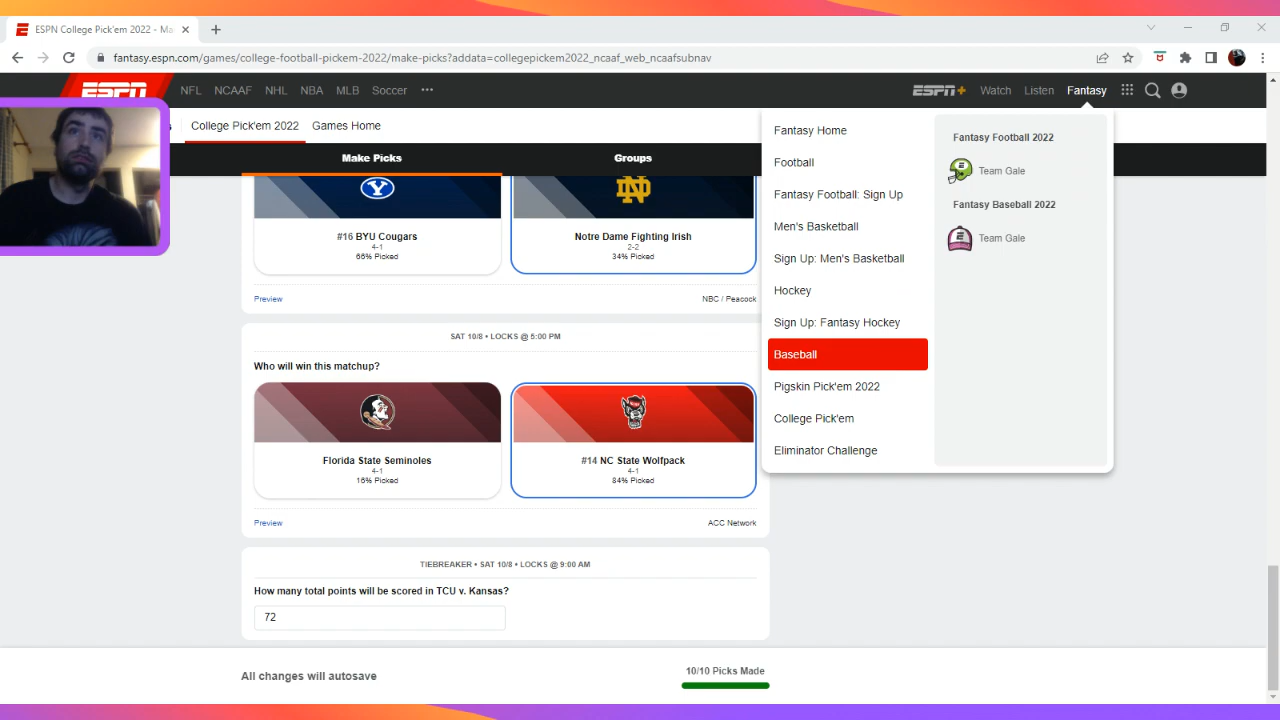 ESPN College Pick'em 2022 - Ma
fantasy.espn.com/games/college-football-pickem-2022/make-picks?ddata=collegepickem2022_ncaaf_web_ncaafsubnav
ESPN
NFL
NCAAF
NHL
NBA
MLB
Soccer
ESPN+
Watch
Listen
Fantasy
s
College Pick'em 2022
Games Home
Make Picks
Groups
#16 BYU Cougars
4-1
66% Picked
Notre Dame Fighting Irish
2-2
34% Picked
Preview
NBC / Peacock
SAT 10/8 • LOCKS @ 5:00 PM
Who will win this matchup?
Florida State Seminoles
4-1
16% Picked
#14 NC State Wolfpack
4-1
84% Picked
Preview
ACC Network
TIEBREAKER • SAT 10/8 • LOCKS @ 9:00 AM
How many total points will be scored in TCU v. Kansas?
72
All changes will autosave
10/10 Picks Made
Fantasy Home
Football
Fantasy Football: Sign Up
Men's Basketball
Sign Up: Men's Basketball
Hockey
Sign Up: Fantasy Hockey
Baseball
Pigskin Pick'em 2022
College Pick'em
Eliminator Challenge
Fantasy Football 2022
Team Gale
Fantasy Baseball 2022
Team Gale